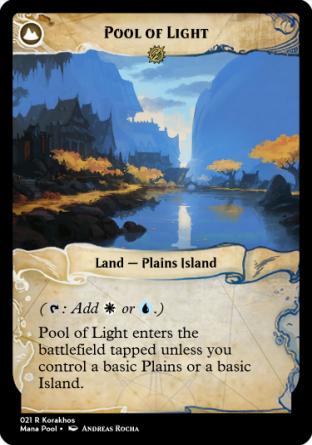 Pool of Light
Land — Plains Island
( : Add or .)
Pool of Light enters the
battlefield tapped unless you
control a basic Plains or a basic
Island.
021 R Korakhos
Mana Pool • Andreas Rocha